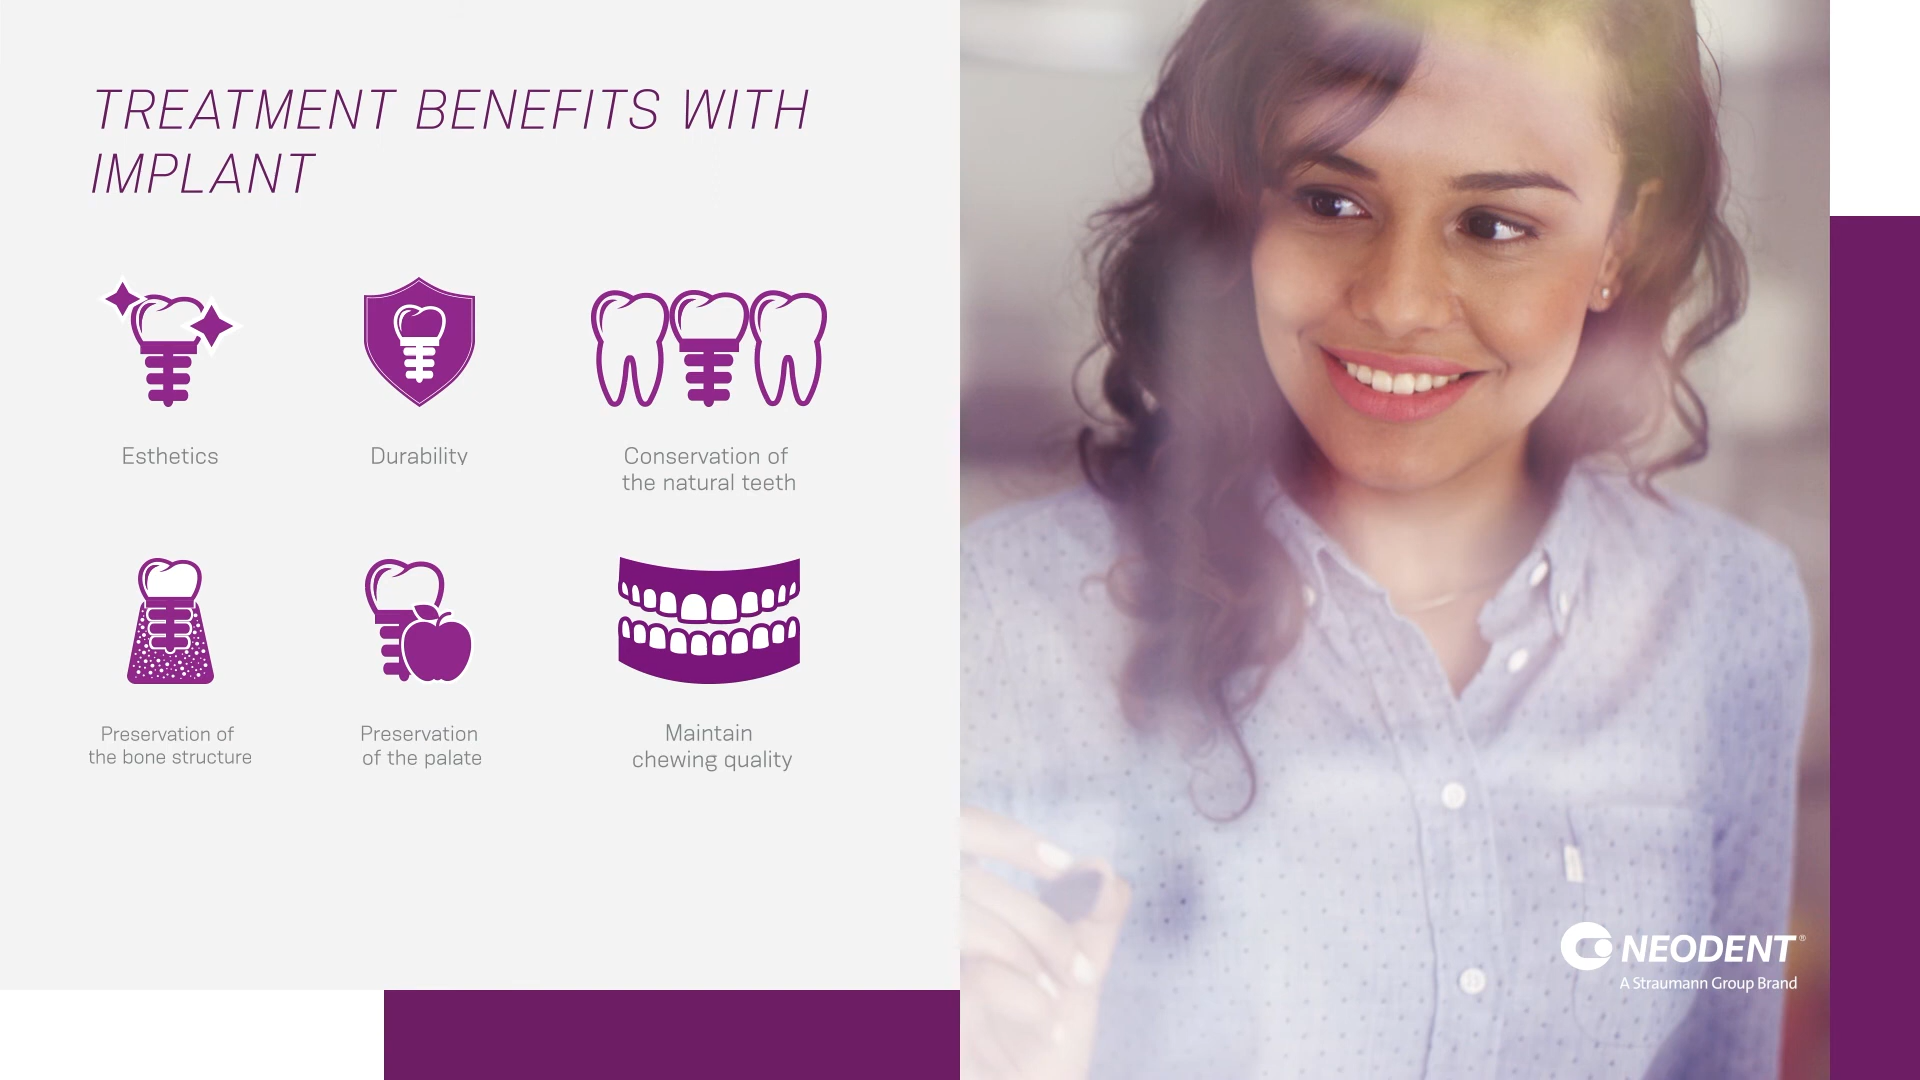 TREATMENT BENEFITS WITH
IMPLANT
Esthetics
Durability
Conservation of
the natural teeth
Preservation of
the bone structure
Preservation
of the palate
Maintain
chewing quality
NEODENT®
A Straumann Group Brand